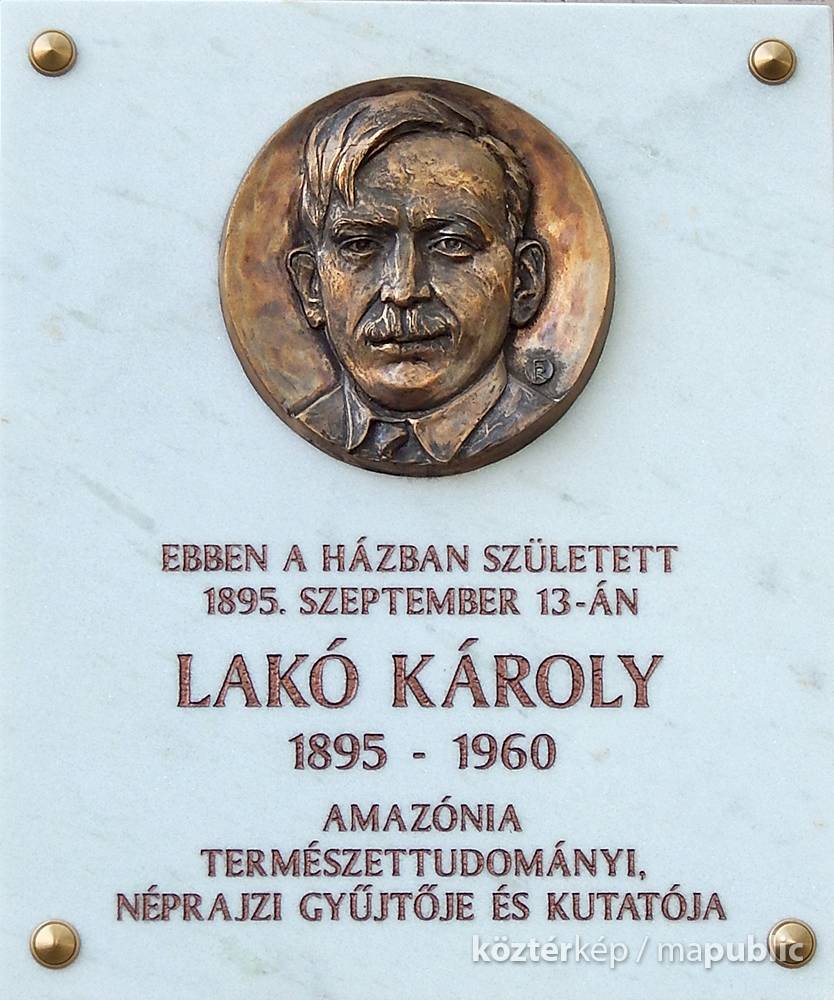 EBBEN A HÁZBAN SZÜLETETT
1895. SZEPTEMBER 13-ÁN
LAKÓ KÁROLY
1895 - 1960
AMAZÓNIA
TERMÉSZETTUDOMÁNYI,
NÉPRAJZI GYŰJTŐJE ÉS KUTATÓJA
köztérkép / mapublic